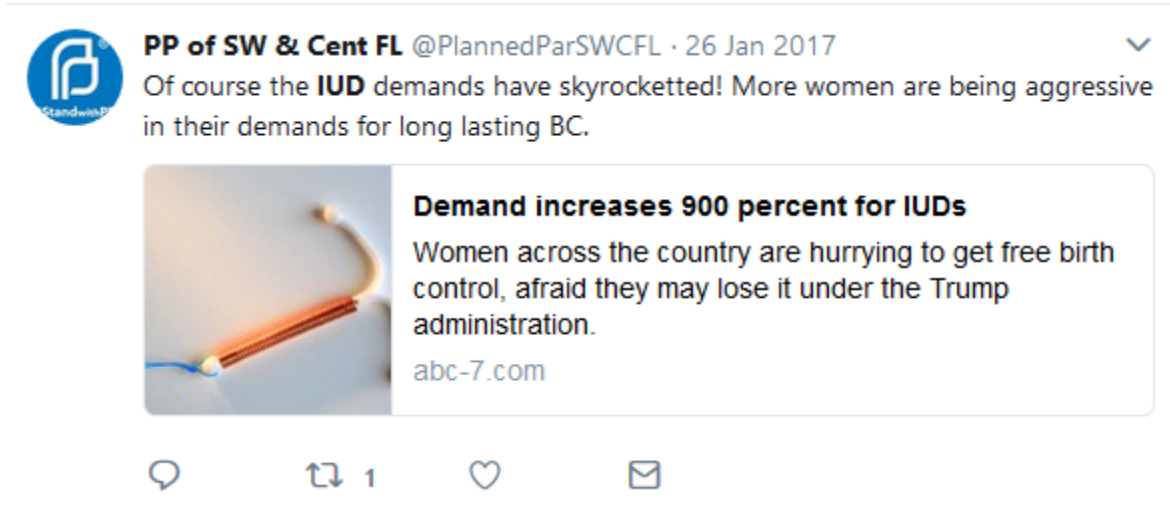 PP of SW & Cent FL @PlannedParSWCFL · 26 Jan 2017
Of course the IUD demands have skyrocketted! More women are being aggressive
in their demands for long lasting BC.
Demand increases 900 percent for IUDs
Women across the country are hurrying to get free birth
control, afraid they may lose it under the Trump
administration.
abc-7.com
1